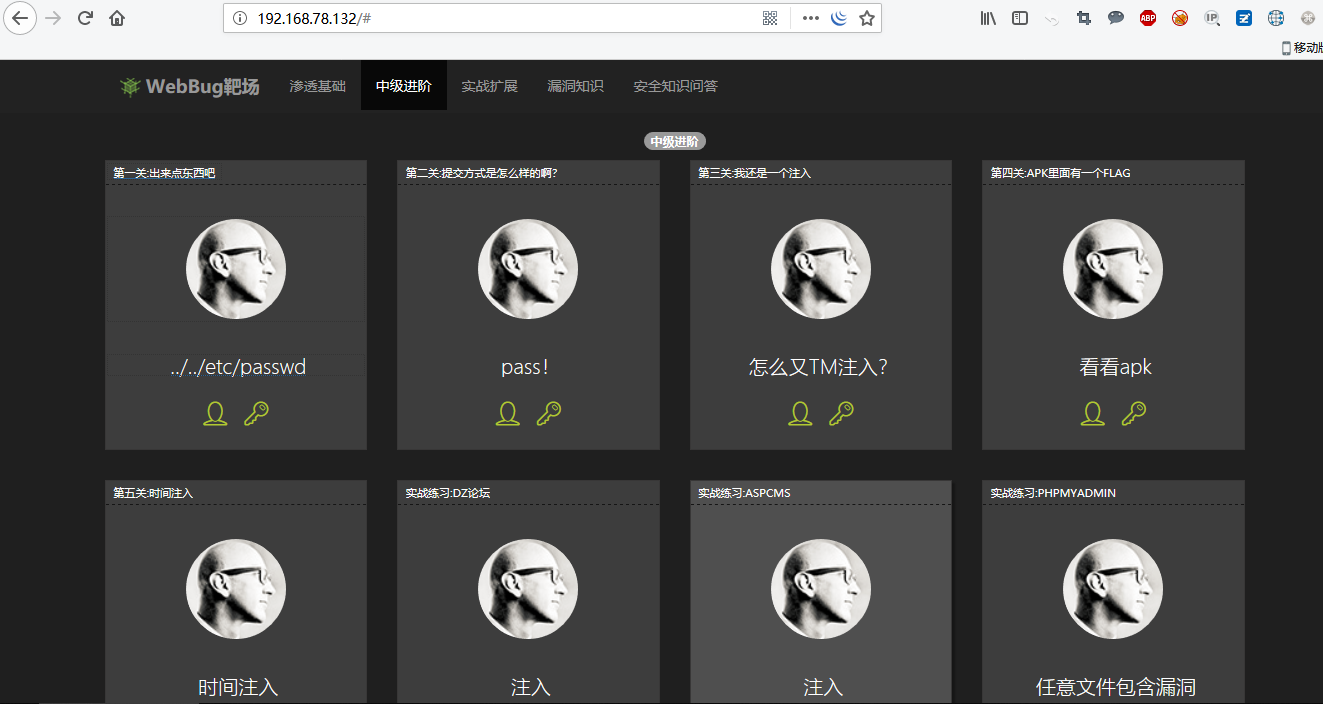 192.168.78.132/#
ABP
IP
移动版
WebBug靶场 渗透基础 中级进阶 实战扩展 漏洞知识 安全知识问答
中级进阶
第一关:出来点东西吧
../../etc/passwd
第二关:提交方式是怎么样的啊?
pass!
第三关:我还是一个注入
怎么又TM注入?
第四关:APK里面有一个FLAG
看看apk
第五关:时间注入
时间注入
实战练习:DZ论坛
注入
实战练习:ASPCMS
注入
实战练习:PHPMYADMIN
任意文件包含漏洞